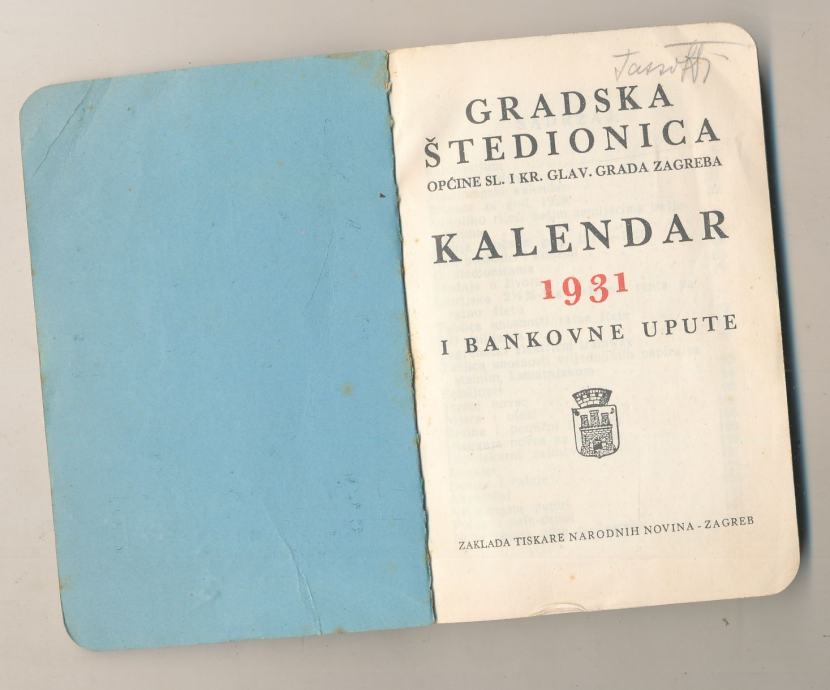 GRADSKA
ŠTEDIONICA
OPĆINE SL. I KR. GLAV. GRADA ZAGREBA
KALENDAR
1931
I BANKOVNE UPUTE
ZAKLADA TISKARE NARODNIH NOVINA - ZAGREB